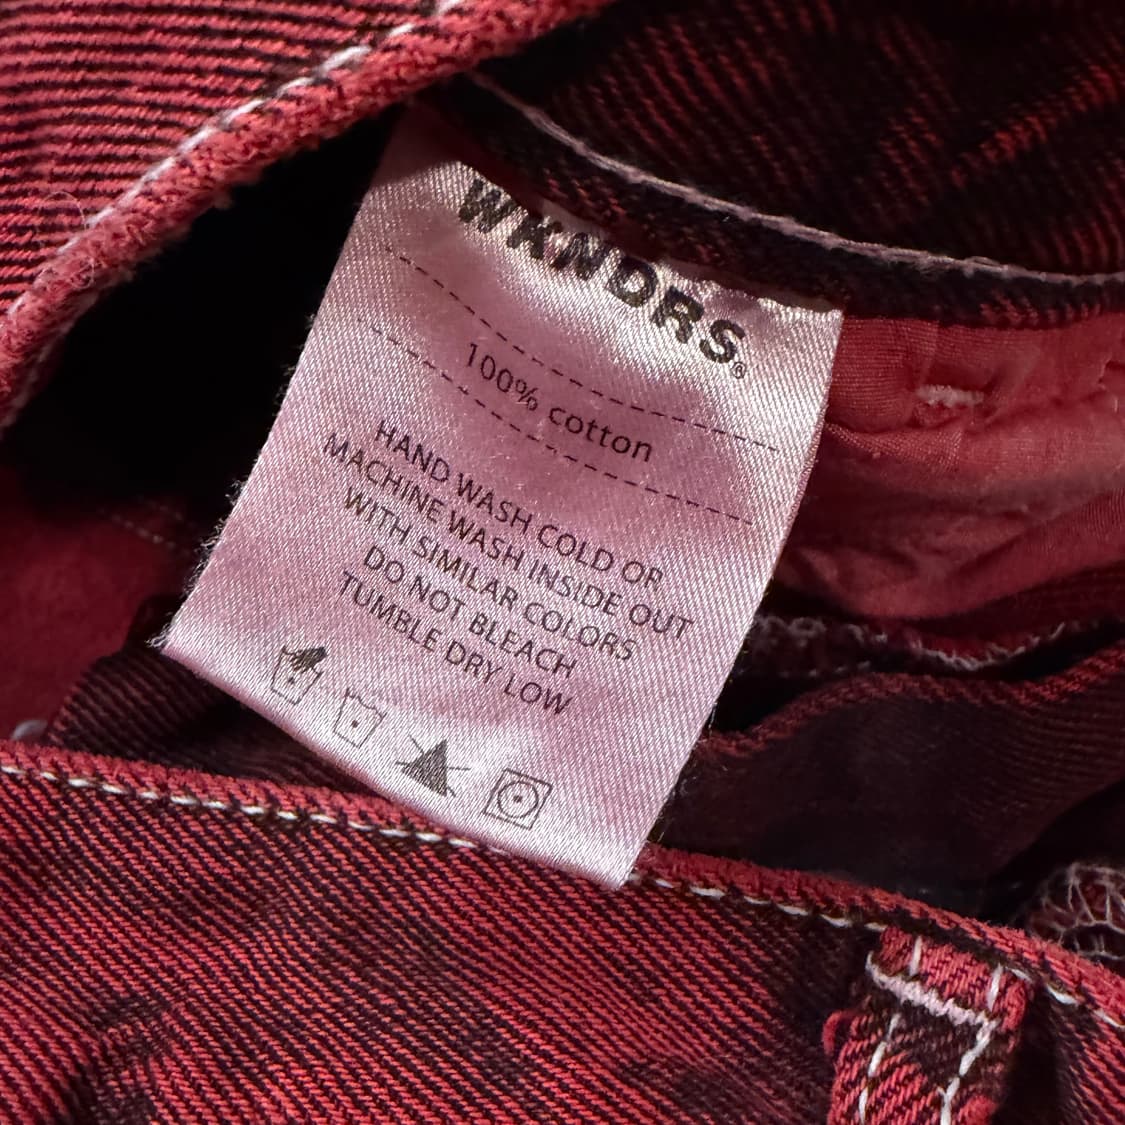 WKNDRS®
100% cotton
HAND WASH COLD OR
MACHINE WASH INSIDE OUT
WITH SIMILAR COLORS
DO NOT BLEACH
TUMBLE DRY LOW